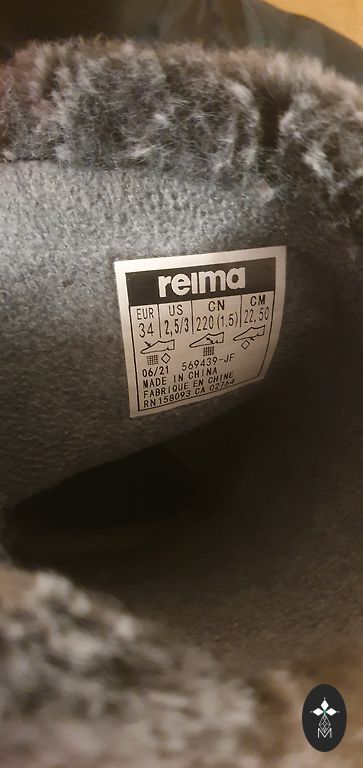 reima
EUR US CN CM
34 2,5/3 220 (1,5) 22,50
06/21 569439-JF
MADE IN CHINA
FABRIQUE EN CHINE
RN 158093 CA 02764
M